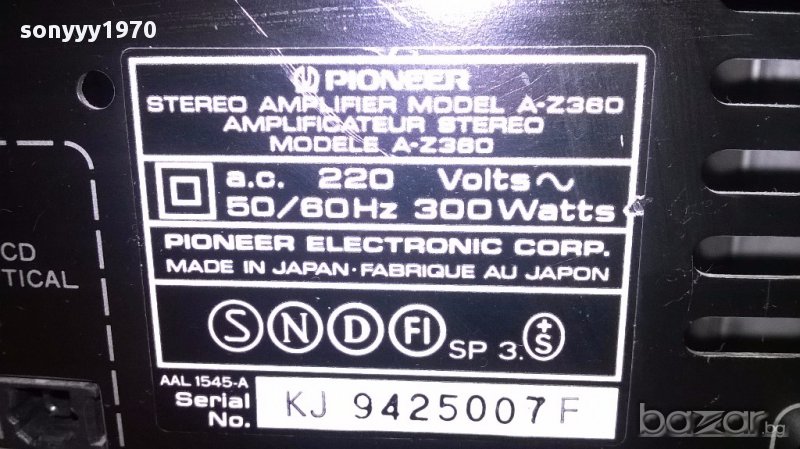 sonyyy1970
PIONEER
STEREO AMPLIFIER MODEL A-Z360
AMPLIFICATEUR STEREO
MODELE A-Z360
a.c. 220 Volts ~
50/60Hz 300 Watts
PIONEER ELECTRONIC CORP.
MADE IN JAPAN·FABRIQUE AU JAPON
CD
TICAL
S N D FI SP 3. +S
AAL 1545-A
Serial No. KJ 9425007 F
bazar.bg